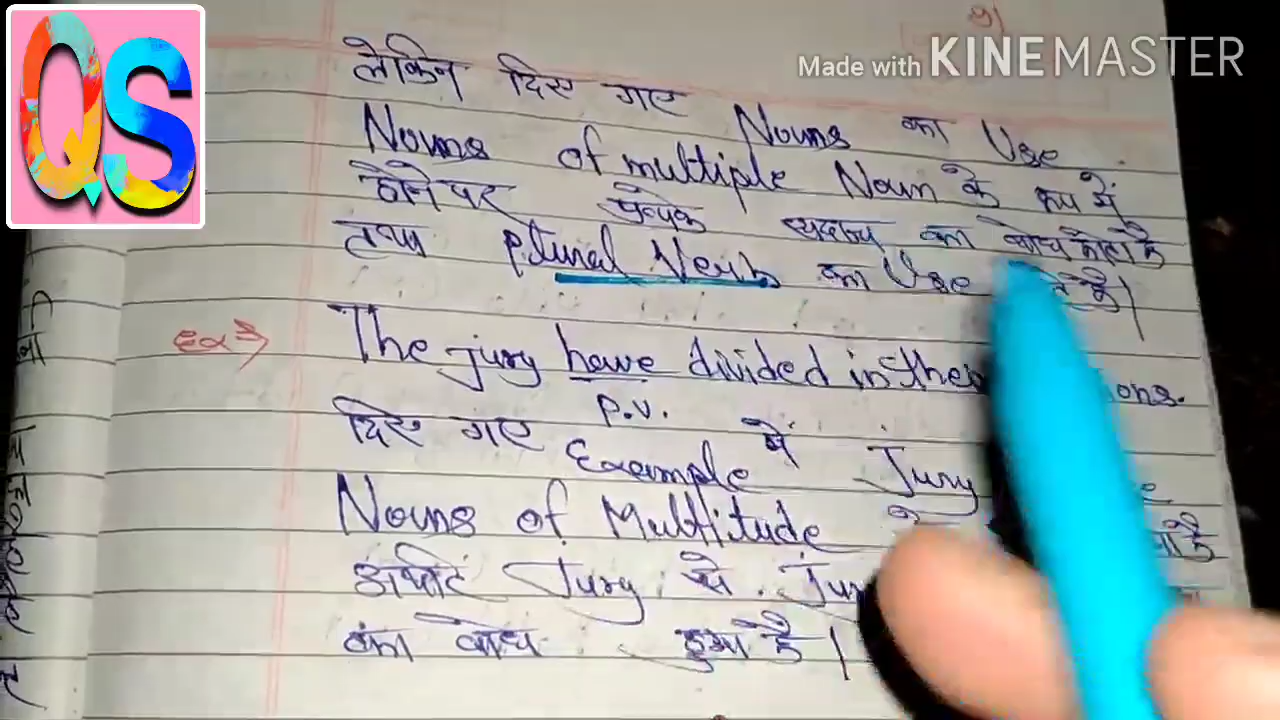 QS
Made with KINEMASTER
9)
लेकिन दिए गए Nouns का Use
Nouns of multiple Noun के रूप में
होने पर प्रत्येक सदस्य का बोध होता है
तथा plural Verb का Use है।
Ex⇒ The jury have divided in their
P.V.
दिए गए Example में Jury
Nouns of Multitude के है
अर्थात Jury से
का बोध हुआ है।